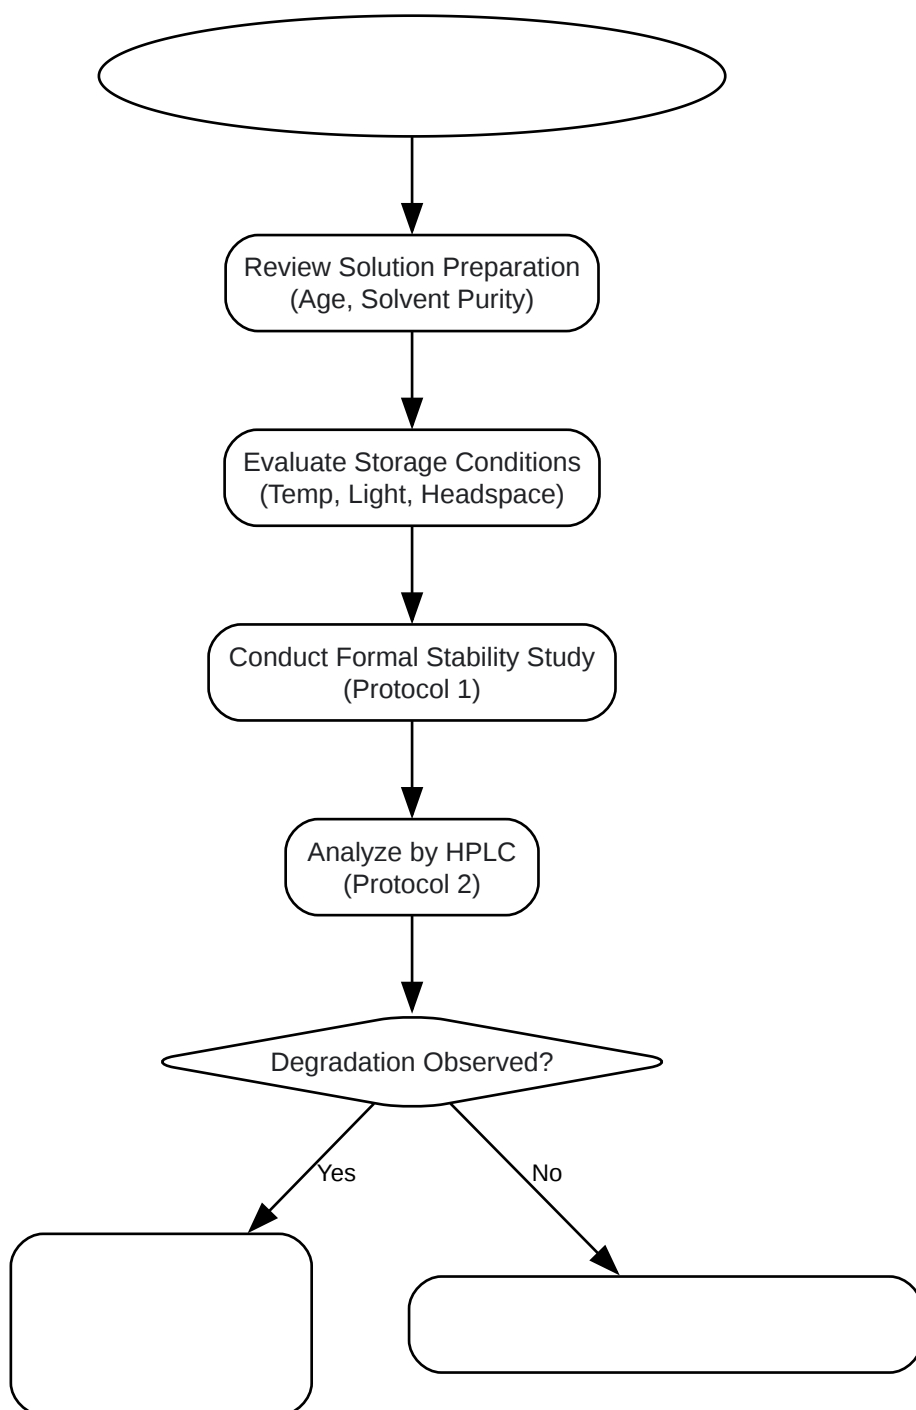 Review Solution Preparation
(Age, Solvent Purity)
Evaluate Storage Conditions
(Temp, Light, Headspace)
Conduct Formal Stability Study
(Protocol 1)
Analyze by HPLC
(Protocol 2)
Degradation Observed?
Yes
No